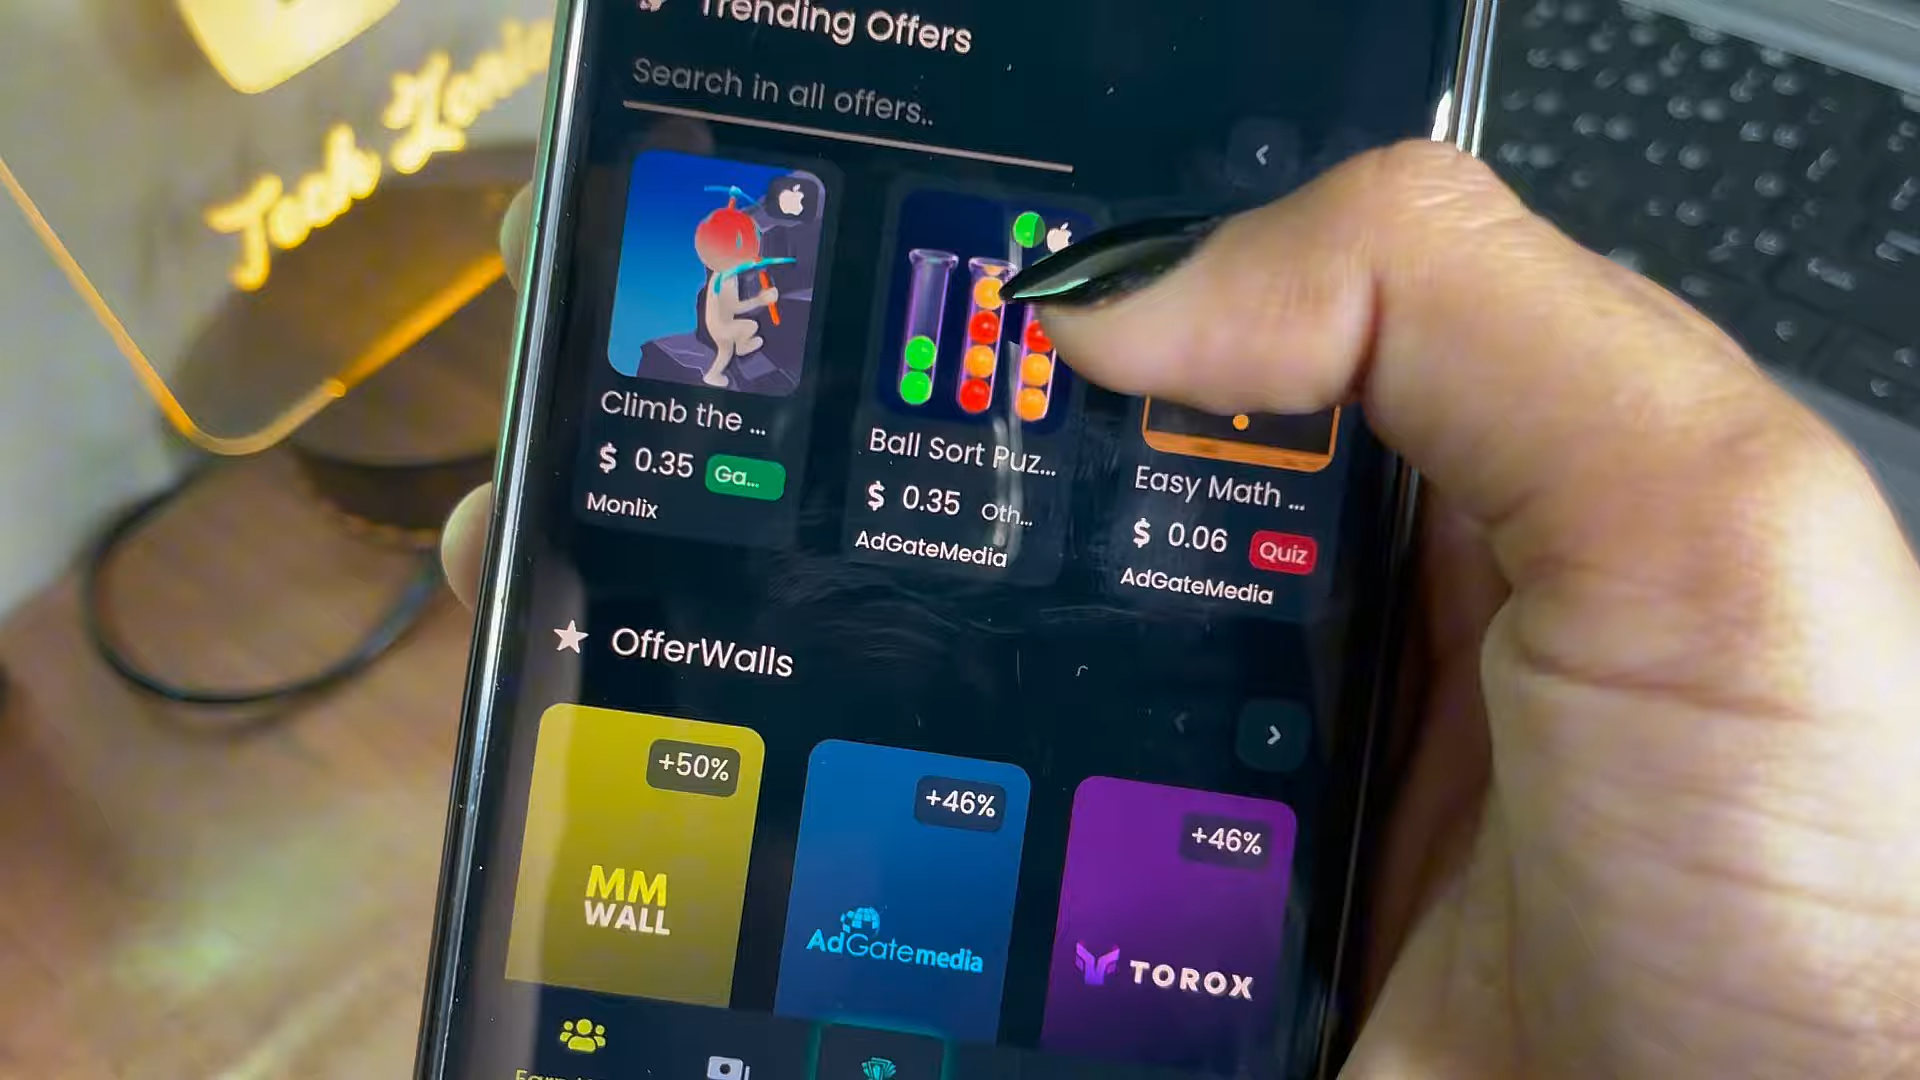 Trending Offers
Search in all offers..
Tech
Climb the ...
$ 0.35 Ga...
Monlix
Ball Sort Puz...
$ 0.35 Oth...
AdGateMedia
Easy Math ...
$ 0.06 Quiz
AdGateMedia
OfferWalls
+50%
MM
WALL
+46%
AdGatemedia
+46%
TOROX